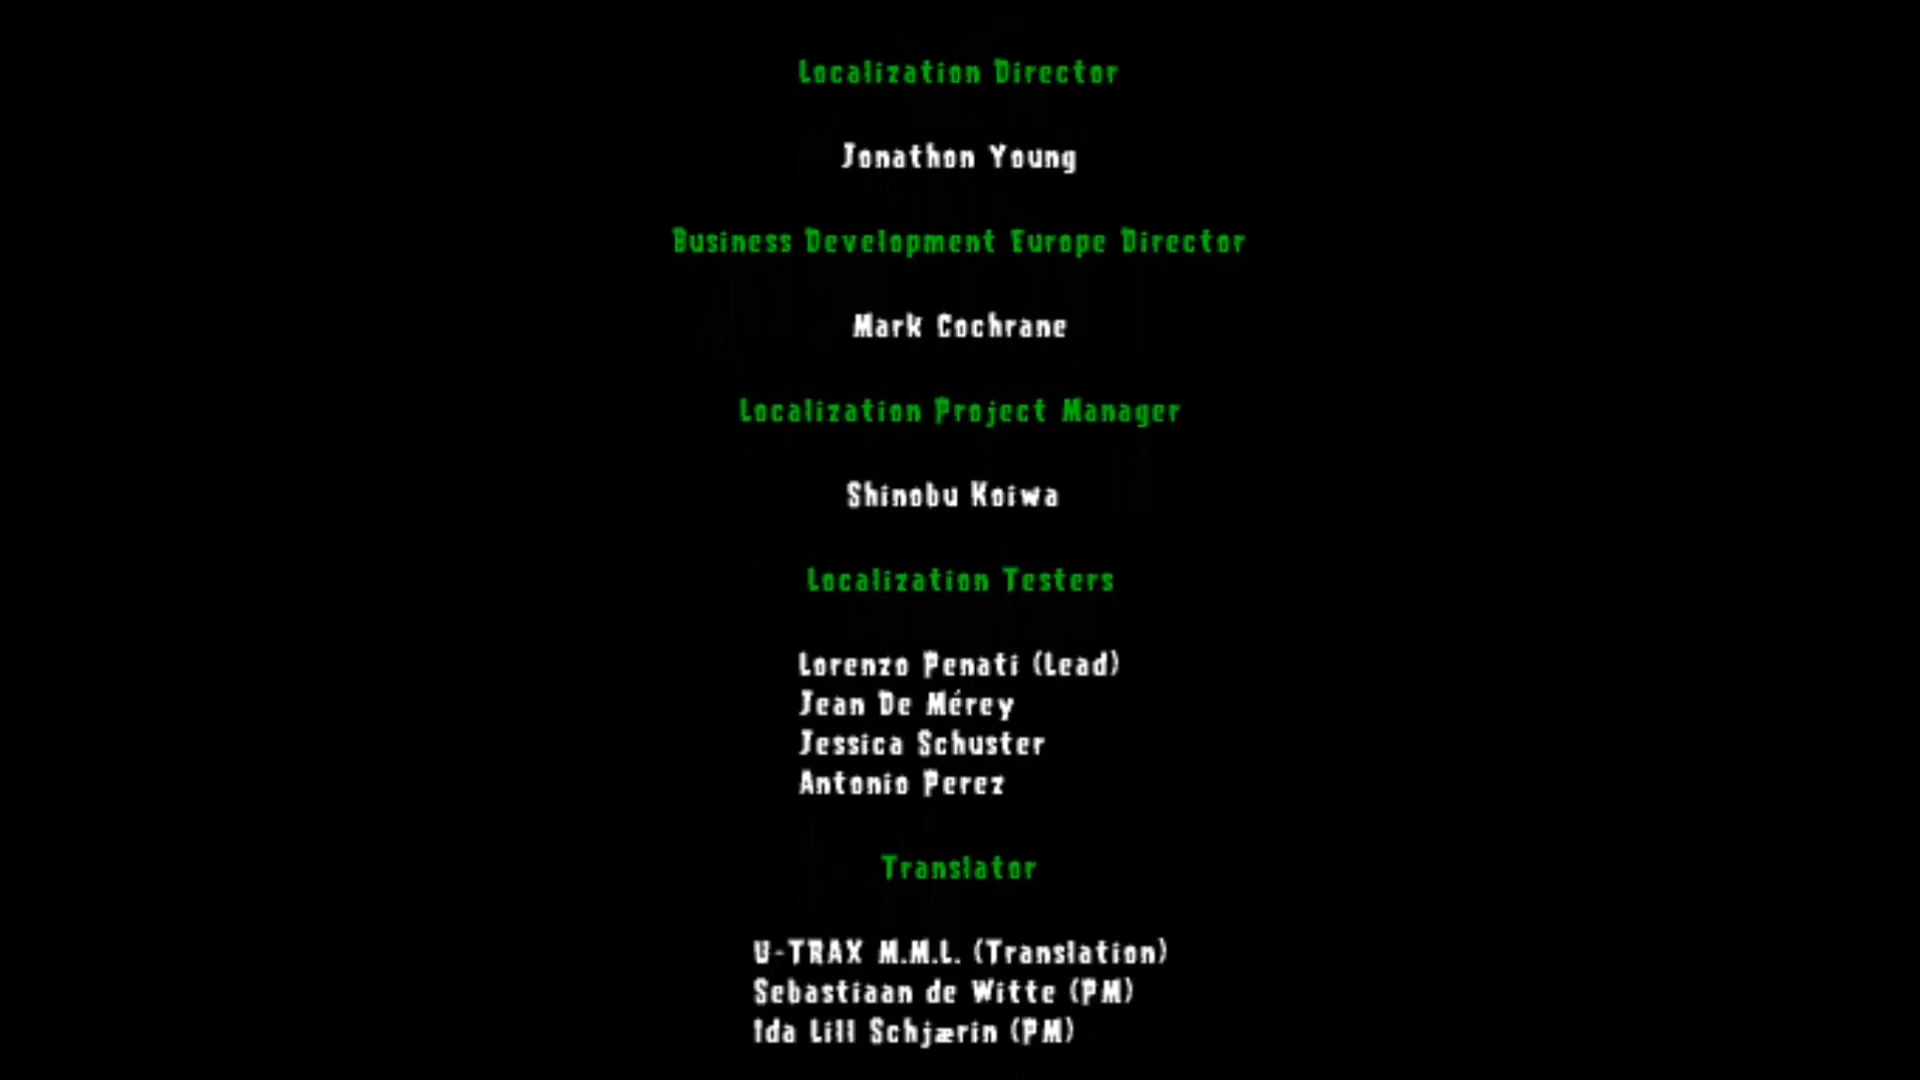 Localization Director
Jonathon Young
Business Development Europe Director
Mark Cochrane
Localization Project Manager
Shinobu Koiwa
Localization Testers
Lorenzo Penati (Lead)
Jean De Mérey
Jessica Schuster
Antonio Perez
Translator
U-TRAX M.M.L. (Translation)
Sebastiaan de Witte (PM)
Ida Lill Schjærin (PM)